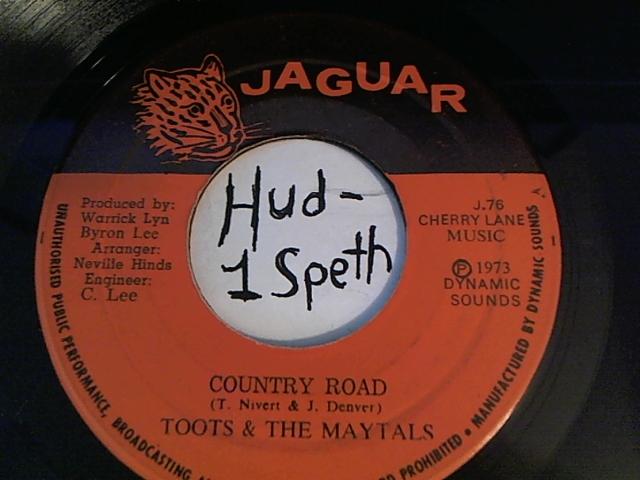 JAGUAR
Produced by:
Warrick Lyn
Byron Lee
Arranger:
Neville Hinds
Engineer:
C. Lee
Hud-
1 Speth
J.76
CHERRY LANE
MUSIC
Ⓟ 1973
DYNAMIC
SOUNDS
COUNTRY ROAD
(T. Nivert & J. Denver)
TOOTS & THE MAYTALS
UNAUTHORISED PUBLIC PERFORMANCE, BROADCASTING PROHIBITED • MANUFACTURED BY DYNAMIC SOUNDS
A